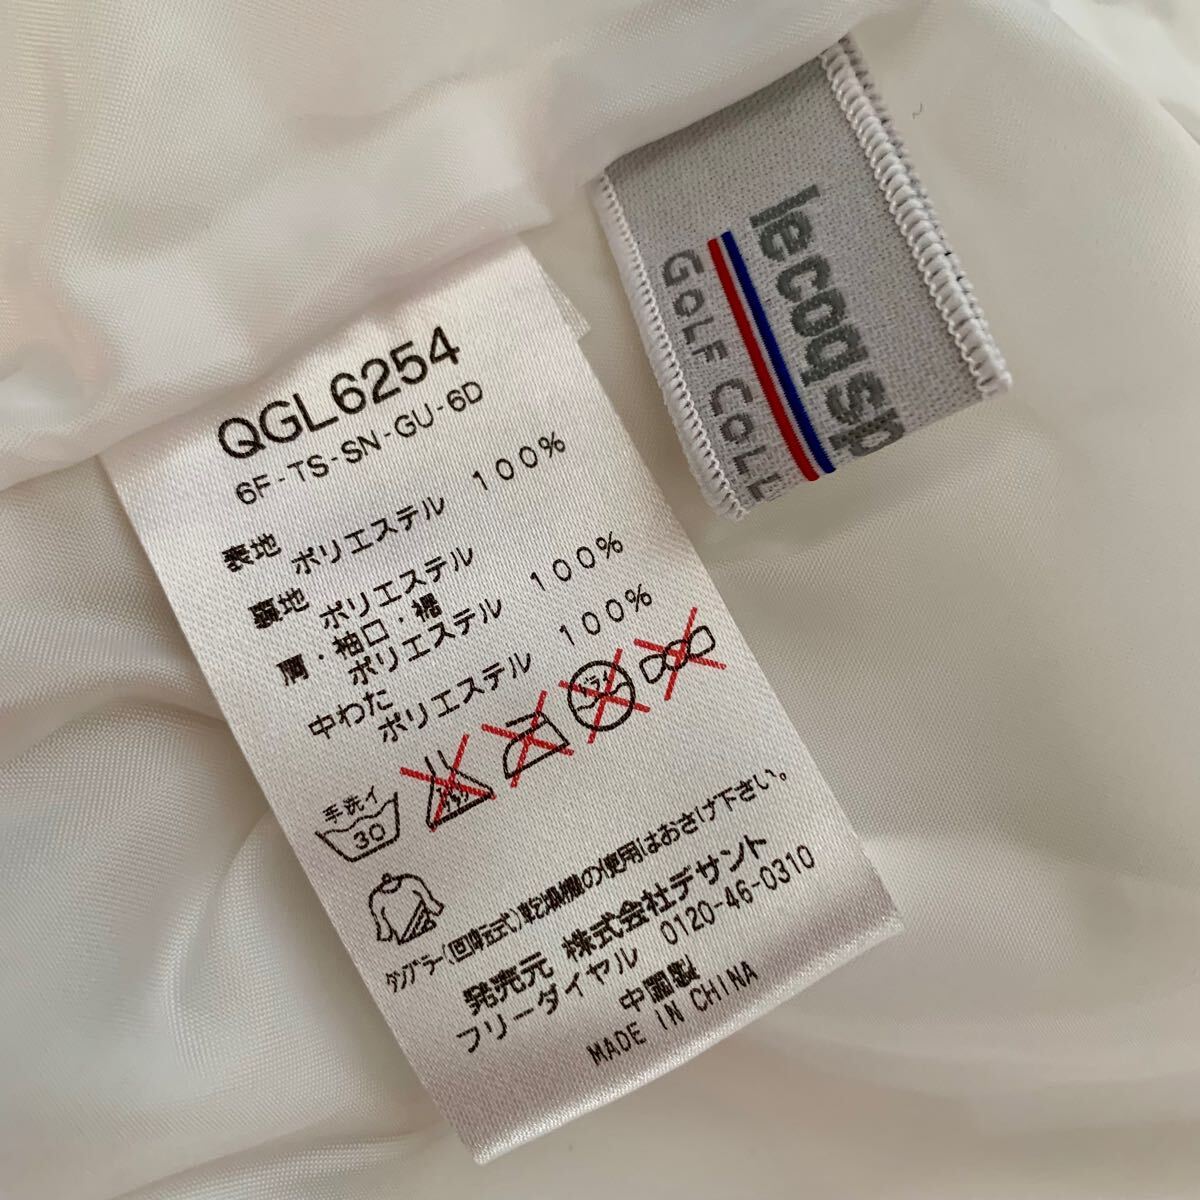 QGL6254
6F-TS-SN-GU-6D
表地
ポリエステル 100%
裏地
ポリエステル
肩・袖口・裾
ポリエステル 100%
中わた
ポリエステル 100%
手洗イ
30
ドライ
タンブラー(回転式)乾燥機の使用はおさけ下さい。
発売元 株式会社デサント
フリーダイヤル 0120-46-0310
中国製
MADE IN CHINA
lecoqsp
GOLF COLL